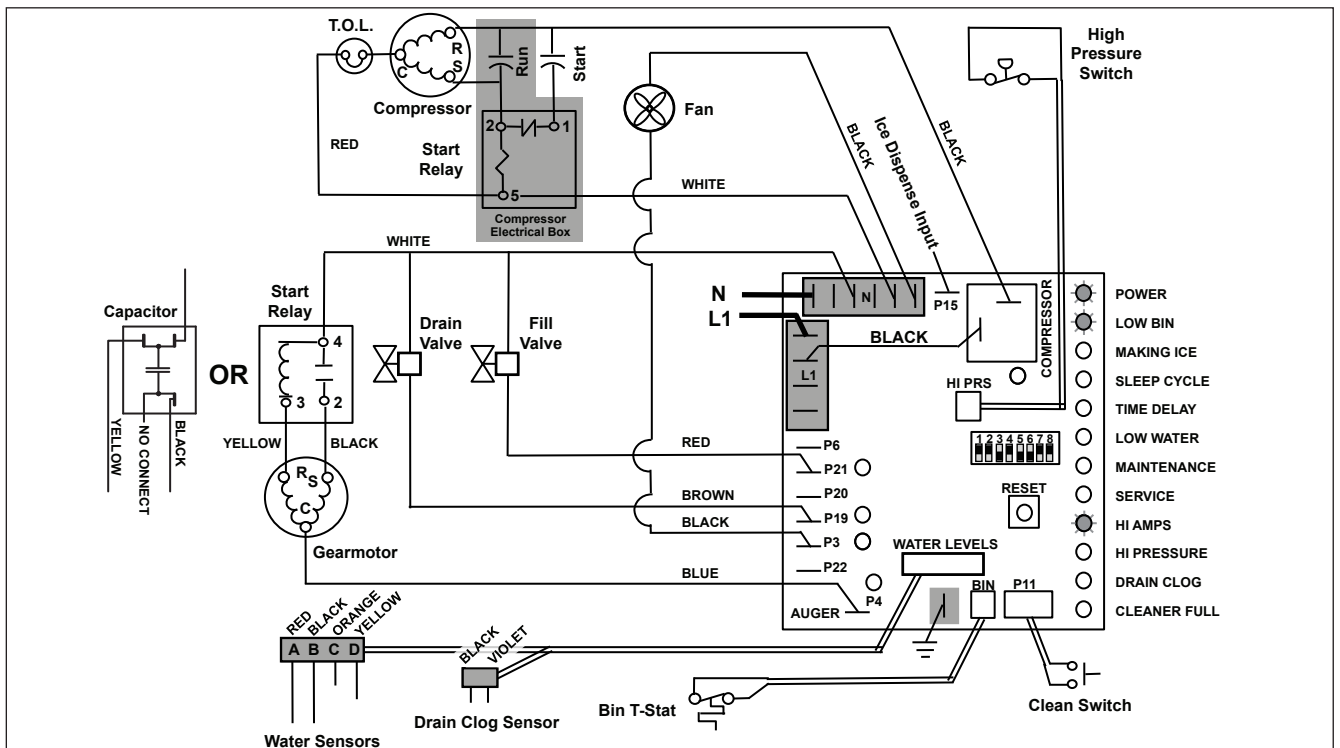 T.O.L.
R
S
C
Compressor
Run
Start
2
1
Start
Relay
5
Compressor
Electrical Box
RED
WHITE
Fan
BLACK
Ice Dispense Input
BLACK
High
Pressure
Switch
WHITE
Capacitor
YELLOW
NO CONNECT
BLACK
OR
Start
Relay
4
3
2
YELLOW
BLACK
R
S
C
Gearmotor
Drain
Valve
Fill
Valve
N
L1
N
P15
BLACK
L1
COMPRESSOR
HI PRS
1 2 3 4 5 6 7 8
RESET
POWER
LOW BIN
MAKING ICE
SLEEP CYCLE
TIME DELAY
LOW WATER
MAINTENANCE
SERVICE
HI AMPS
HI PRESSURE
DRAIN CLOG
CLEANER FULL
P6
RED
P21
P20
BROWN
P19
BLACK
P3
P22
BLUE
P4
AUGER
WATER LEVELS
BIN
P11
RED
BLACK
ORANGE
YELLOW
A B C D
Water Sensors
BLACK
VIOLET
Drain Clog Sensor
Bin T-Stat
Clean Switch